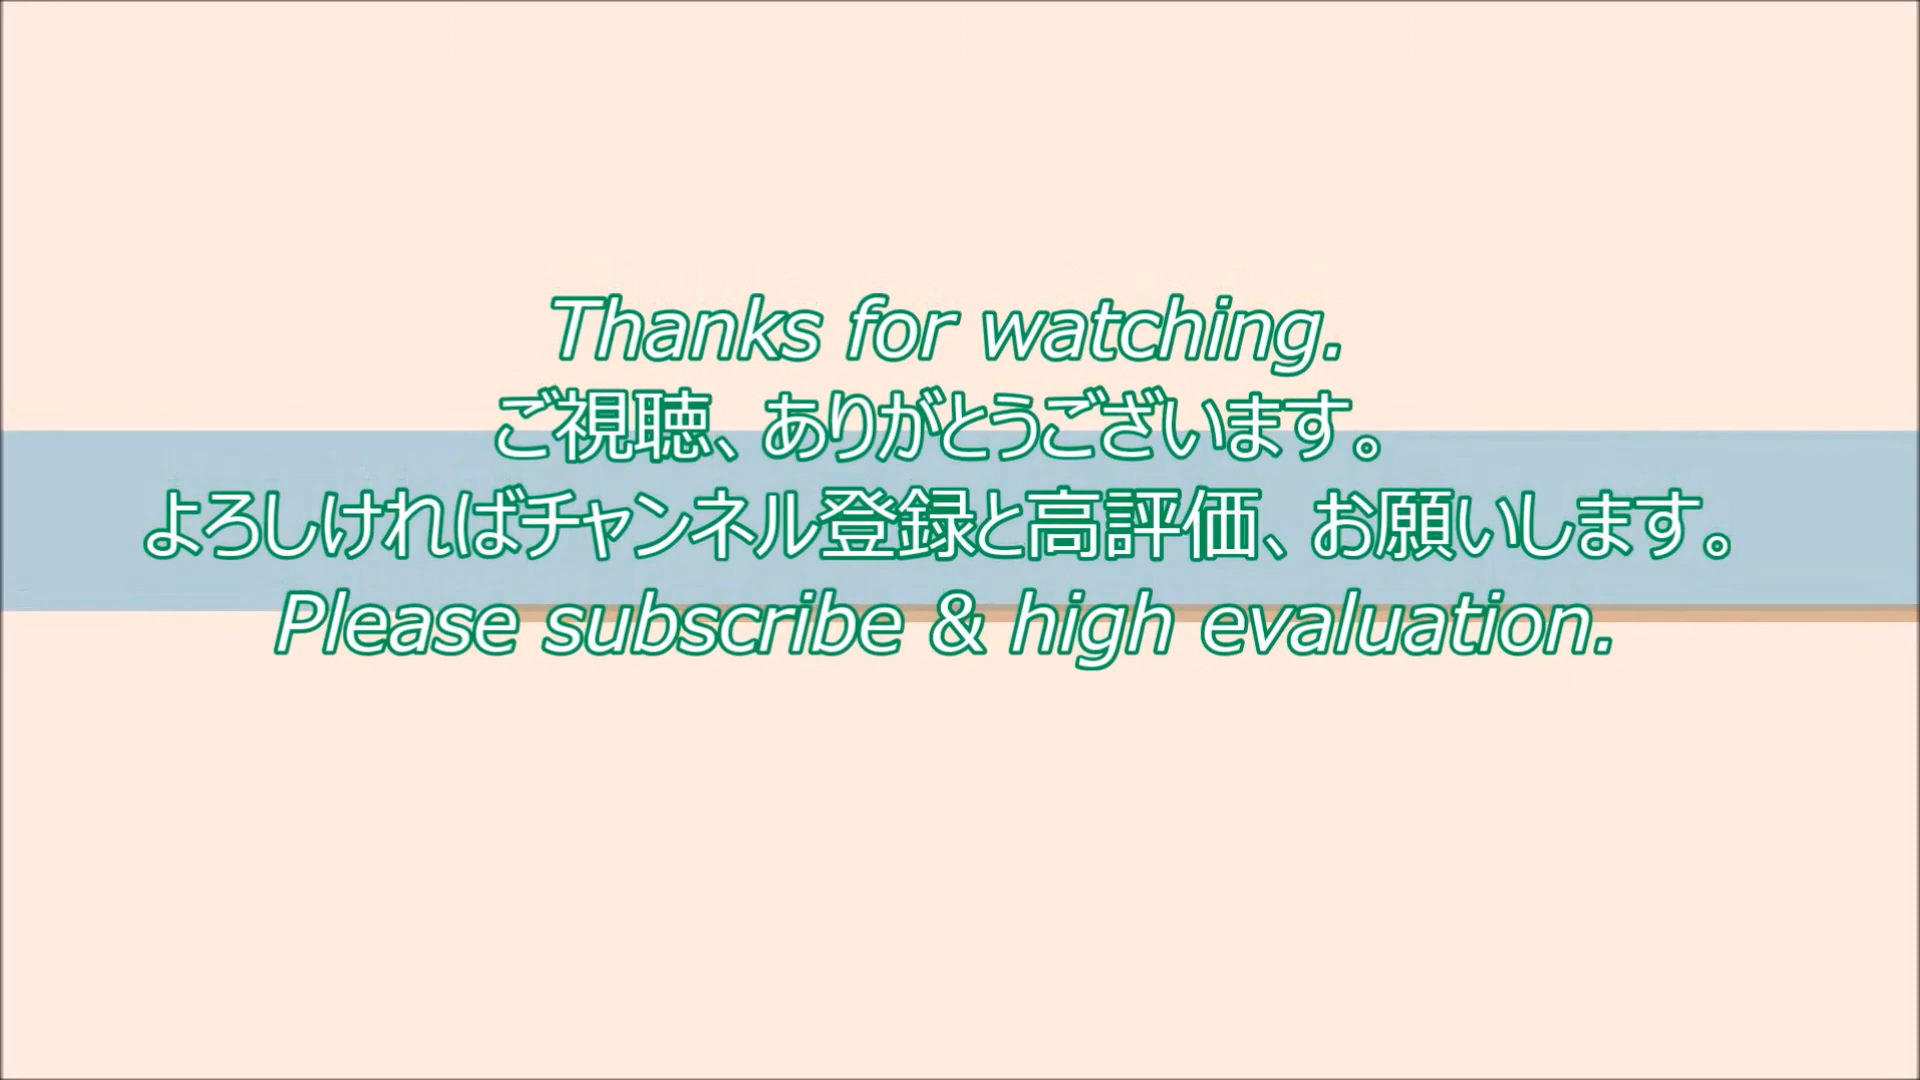 Thanks for watching.
ご視聴、ありがとうございます。
よろしければチャンネル登録と高評価、お願いします。
Please subscribe & high evaluation.